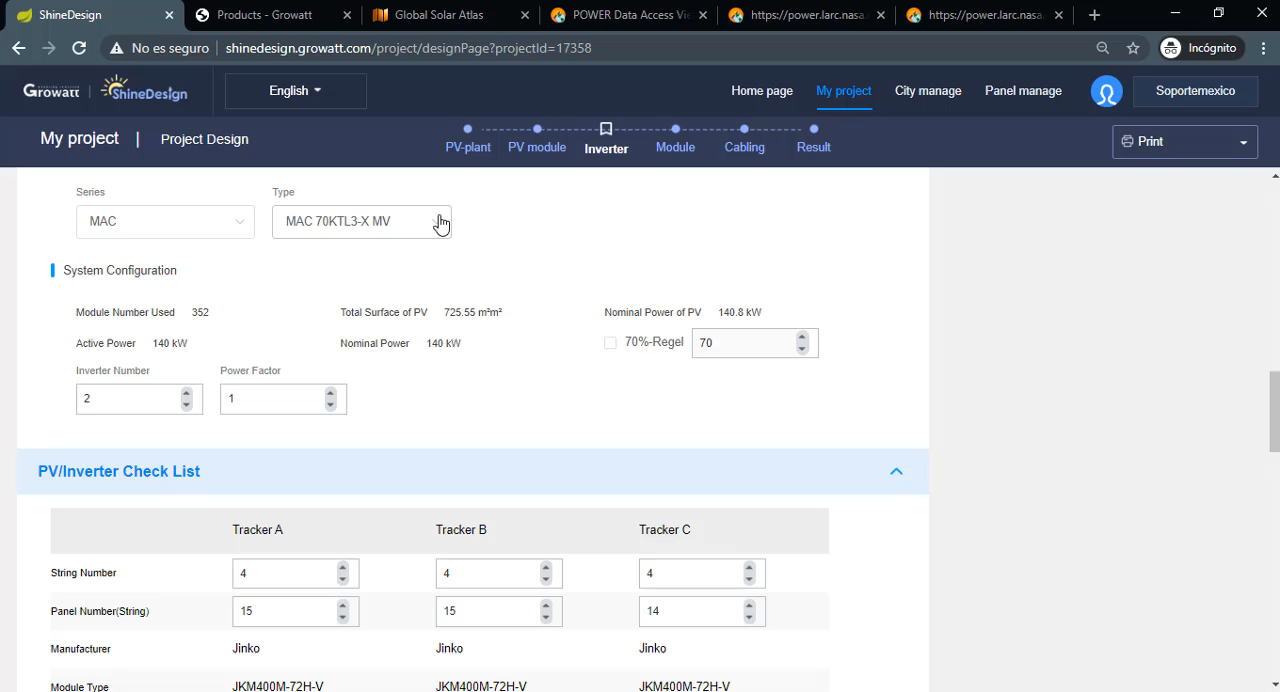 ShineDesign
Products - Growatt
Global Solar Atlas
POWER Data Access Vie
https://power.larc.nasa.
https://power.larc.nasa.
No es seguro
shinedesign.growatt.com/project/designPage?projectId=17358
Incógnito
Growatt
ShineDesign
English
Home page
My project
City manage
Panel manage
Soportemexico
My project | Project Design
PV-plant
PV module
Inverter
Module
Cabling
Result
Print
Series
Type
MAC
MAC 70KTL3-X MV
System Configuration
Module Number Used 352
Total Surface of PV 725.55 m²m²
Nominal Power of PV 140.8 kW
Active Power 140 kW
Nominal Power 140 kW
70%-Regel 70
Inverter Number
Power Factor
2
1
PV/Inverter Check List
Tracker A Tracker B Tracker C
String Number 4 4 4
Panel Number(String) 15 15 14
Manufacturer Jinko Jinko Jinko
Module Type JKM400M-72H-V JKM400M-72H-V JKM400M-72H-V